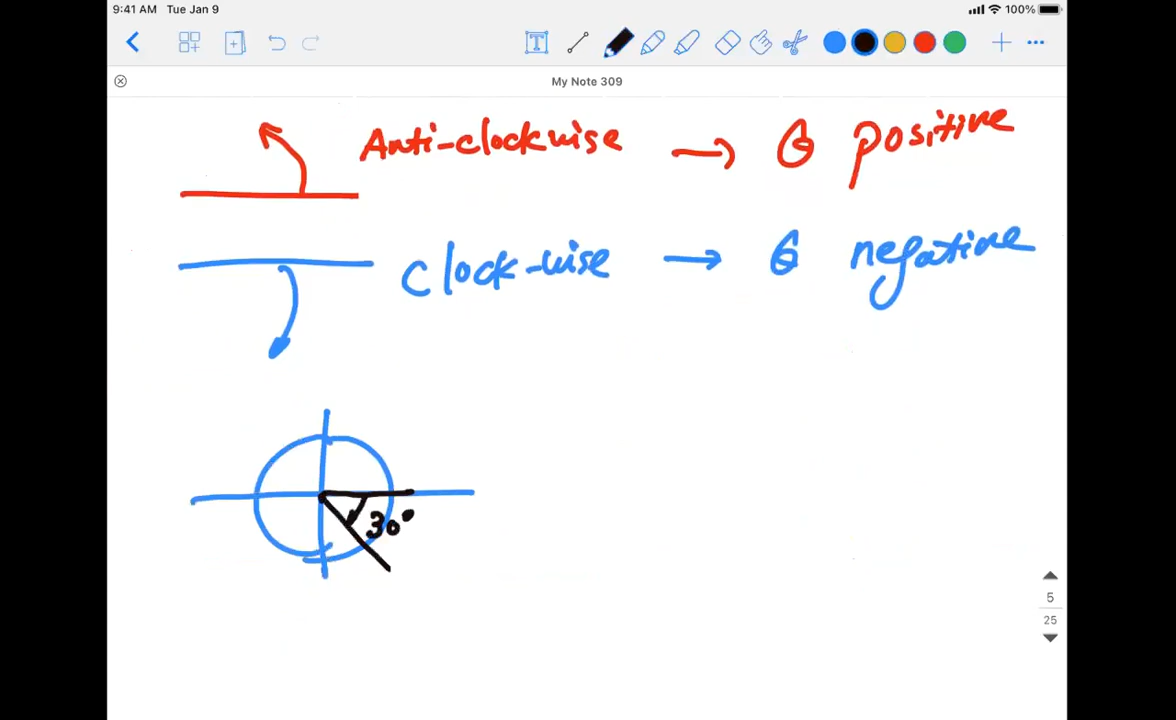 9:41 AM Tue Jan 9 100%
T
My Note 309
Anti-clockwise → θ positive
clock-wise → θ negative
30°
5
25